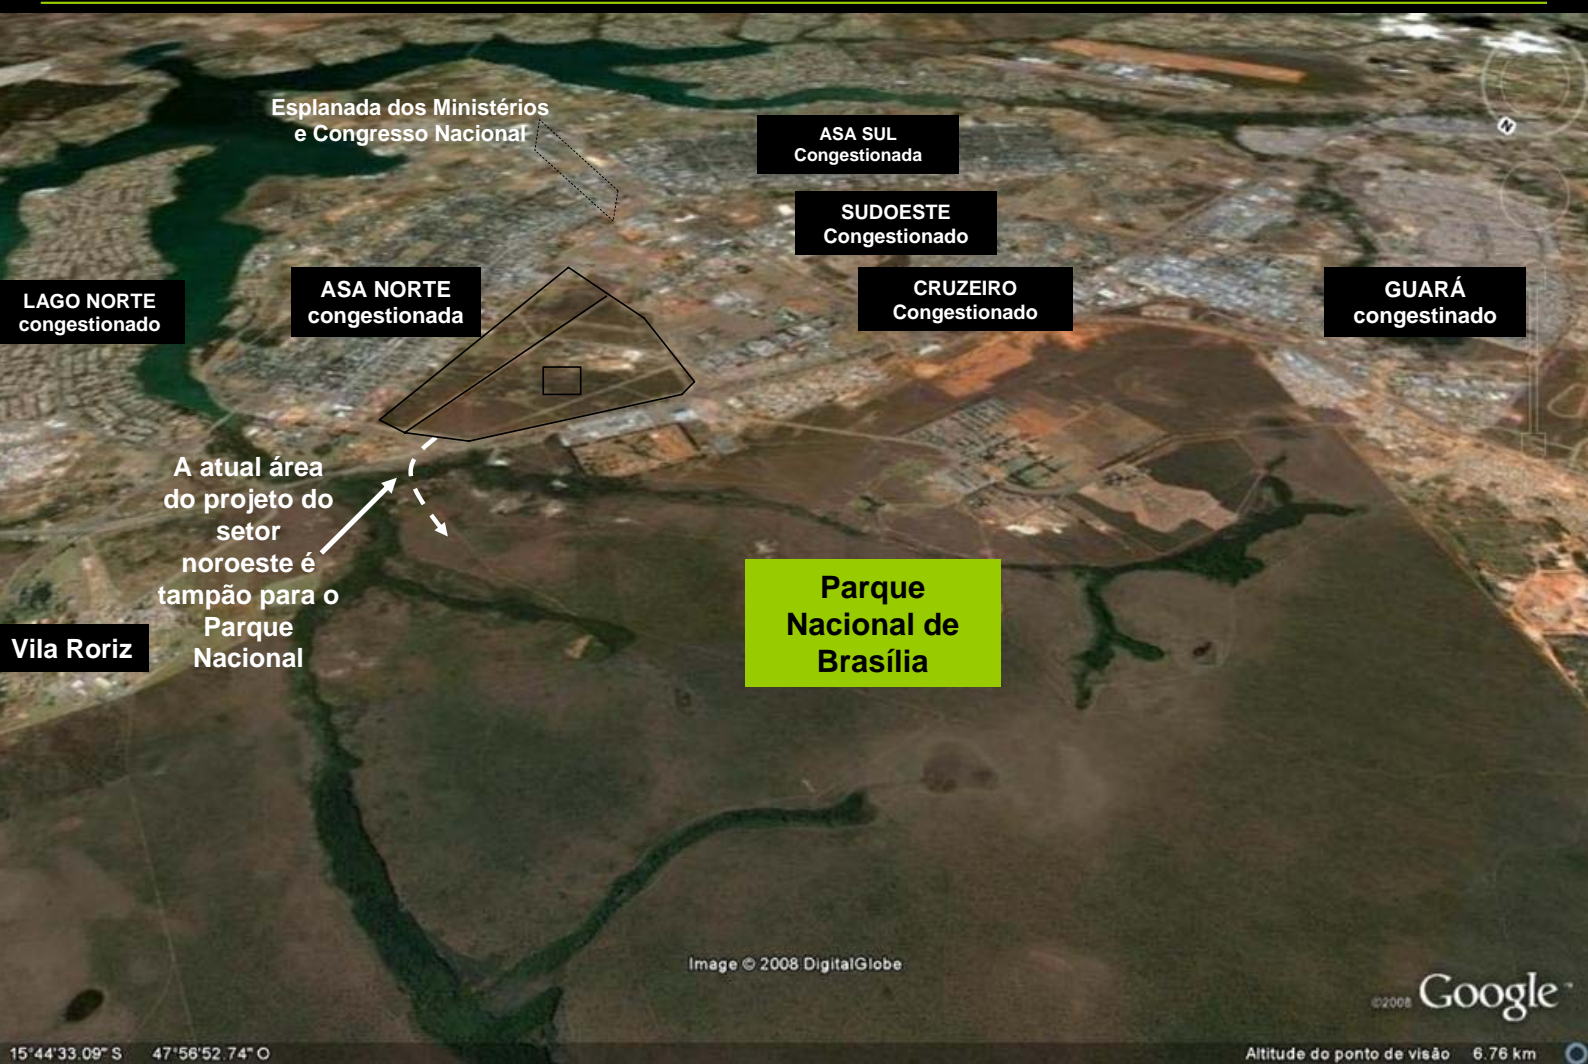 Esplanada dos Ministérios
e Congresso Nacional
ASA SUL
Congestionada
N
SUDOESTE
Congestionado
LAGO NORTE
congestionado
ASA NORTE
congestionada
CRUZEIRO
Congestionado
GUARÁ
congestinado
A atual área
do projeto do
setor
noroeste é
tampão para o
Parque
Nacional
Vila Roriz
Parque
Nacional de
Brasília
Image © 2008 DigitalGlobe
©2008 Google™
15°44'33.09" S 47°56'52.74" O
Altitude do ponto de visão 6.76 km